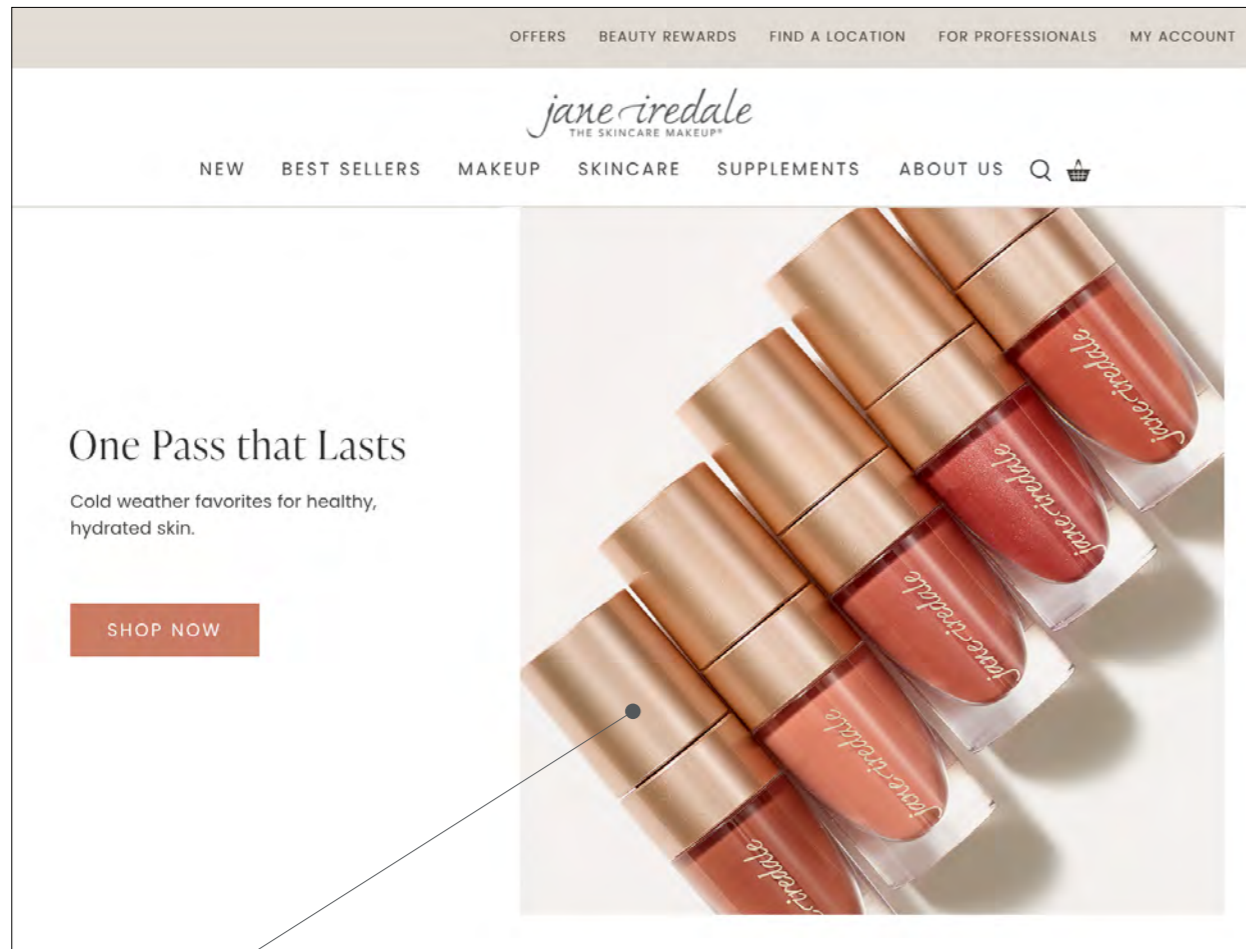 OFFERS BEAUTY REWARDS FIND A LOCATION FOR PROFESSIONALS MY ACCOUNT
jane iredale
THE SKINCARE MAKEUP®
NEW BEST SELLERS MAKEUP SKINCARE SUPPLEMENTS ABOUT US
One Pass that Lasts
Cold weather favorites for healthy,
hydrated skin.
SHOP NOW
jane iredale
jane iredale
jane iredale
jane iredale
jane iredale